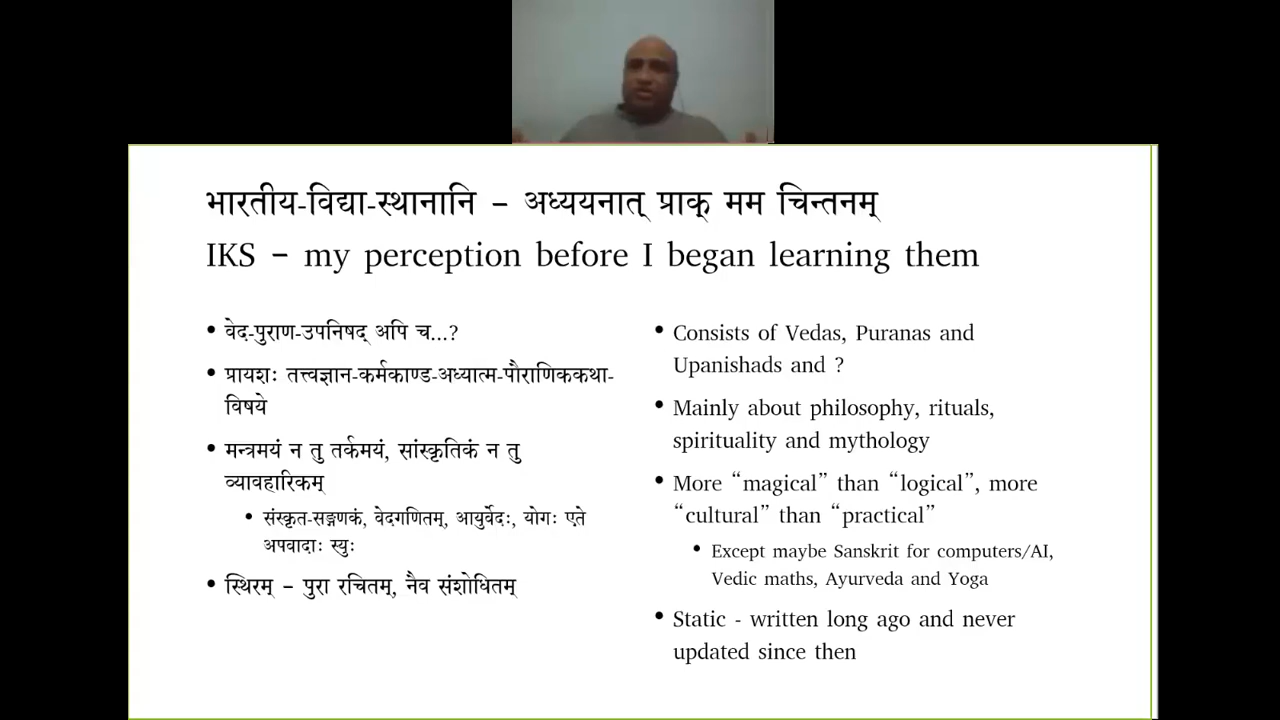 भारतीय-विद्या-स्थानानि – अध्ययनात् प्राक् मम चिन्तनम्
IKS – my perception before I began learning them
• वेद-पुराण-उपनिषद् अपि च...?
• प्रायशः तत्त्वज्ञान-कर्मकाण्ड-अध्यात्म-पौराणिककथा-
विषये
• मन्त्रमयं न तु तर्कमयं, सांस्कृतिकं न तु
व्यावहारिकम्
• संस्कृत-सङ्गणकं, वेदगणितम्, आयुर्वेदः, योगः एते
अपवादाः स्युः
• स्थिरम् – पुरा रचितम्, नैव संशोधितम्
• Consists of Vedas, Puranas and
Upanishads and ?
• Mainly about philosophy, rituals,
spirituality and mythology
• More “magical” than “logical”, more
“cultural” than “practical”
• Except maybe Sanskrit for computers/AI,
Vedic maths, Ayurveda and Yoga
• Static - written long ago and never
updated since then